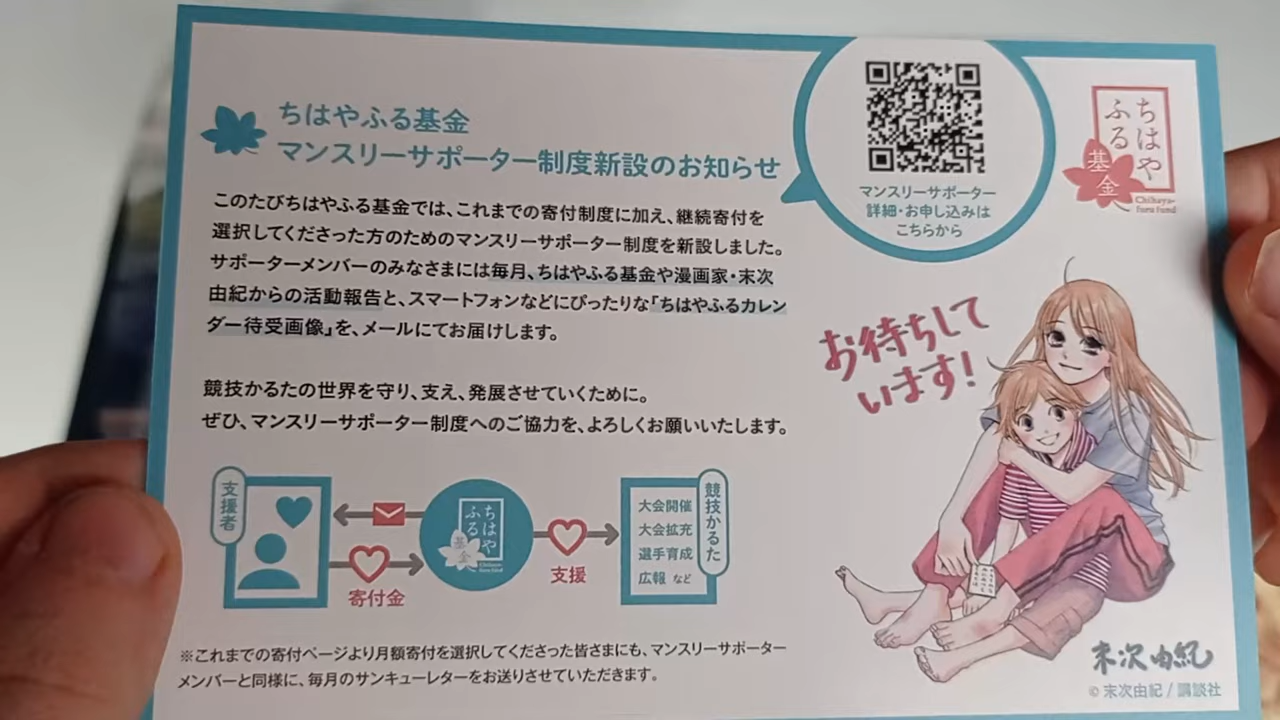 ちはやふる基金
マンスリーサポーター制度新設のお知らせ
このたびちはやふる基金では、これまでの寄付制度に加え、継続寄付を
選択してくださった方のためのマンスリーサポーター制度を新設しました。
サポーターメンバーのみなさまには毎月、ちはやふる基金や漫画家・末次
由紀からの活動報告と、スマートフォンなどにぴったりな「ちはやふるカレン
ダー待受画像」を、メールにてお届けします。
競技かるたの世界を守り、支え、発展させていくために。
ぜひ、マンスリーサポーター制度へのご協力を、よろしくお願いいたします。
マンスリーサポーター
詳細・お申し込みは
こちらから
ちはや
ふる
基金
Chihaya-
furu fund
お待ちして
います!
支援者
寄付金
ちはや
ふる
基金
Chihaya-
furu fund
支援
競技かるた
大会開催
大会拡充
選手育成
広報 など
※これまでの寄付ページより月額寄付を選択してくださった皆さまにも、マンスリーサポーター
メンバーと同様に、毎月のサンキューレターをお送りさせていただきます。
末次由紀
© 末次由紀 / 講談社